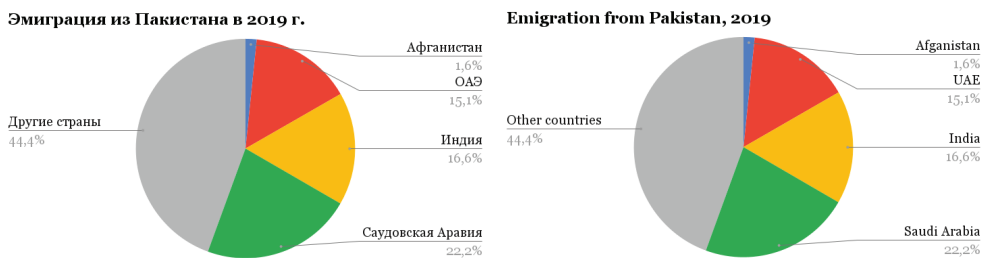 Эмиграция из Пакистана в 2019 г.
Афганистан
1,6%
ОАЭ
15,1%
Другие страны
44,4%
Индия
16,6%
Саудовская Аравия
22,2%
Emigration from Pakistan, 2019
Afganistan
1,6%
UAE
15,1%
Other countries
44,4%
India
16,6%
Saudi Arabia
22,2%